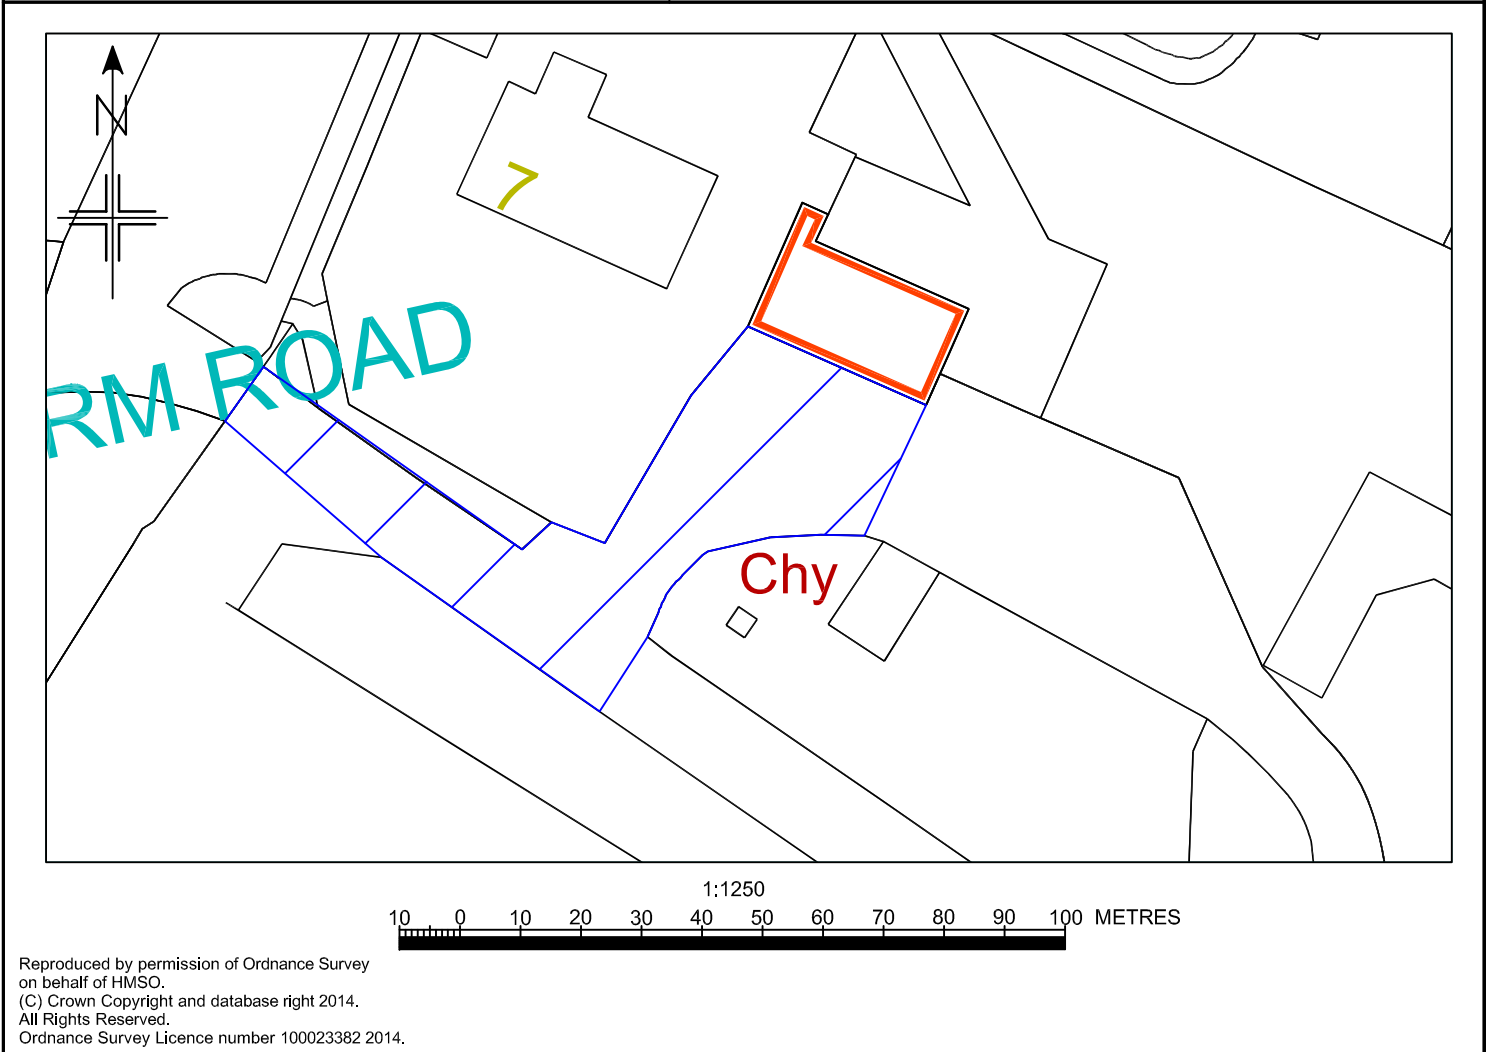 N
7
RM ROAD
Chy
1:1250
10 0 10 20 30 40 50 60 70 80 90 100 METRES
Reproduced by permission of Ordnance Survey
on behalf of HMSO.
(C) Crown Copyright and database right 2014.
All Rights Reserved.
Ordnance Survey Licence number 100023382 2014.